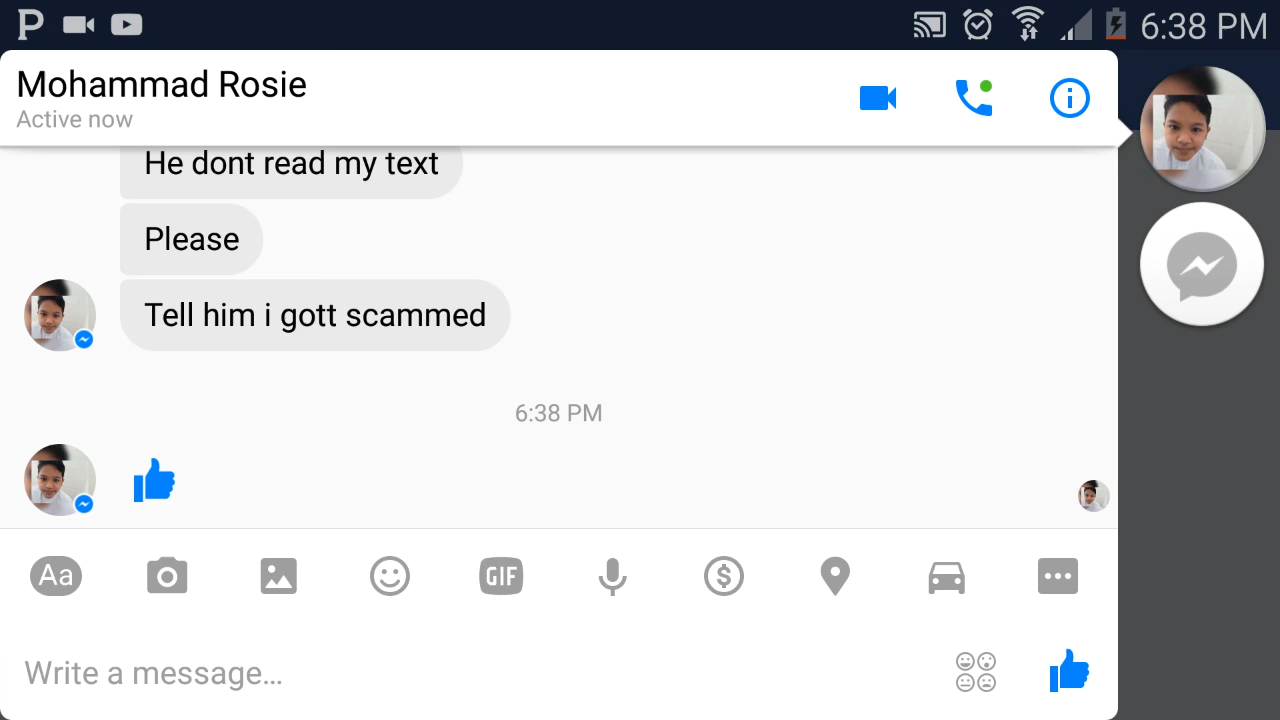 6:38 PM
Mohammad Rosie
Active now
He dont read my text
Please
Tell him i gott scammed
6:38 PM
Aa
GIF
Write a message...